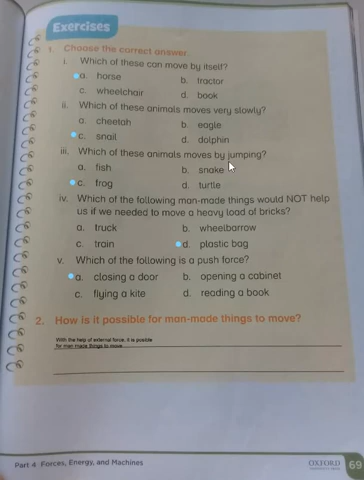 Exercises
1. Choose the correct answer.
i. Which of these can move by itself?
a. horse b. tractor
c. wheelchair d. book
ii. Which of these animals moves very slowly?
a. cheetah b. eagle
c. snail d. dolphin
iii. Which of these animals moves by jumping?
a. fish b. snake
c. frog d. turtle
iv. Which of the following man-made things would NOT help
us if we needed to move a heavy load of bricks?
a. truck b. wheelbarrow
c. train d. plastic bag
v. Which of the following is a push force?
a. closing a door b. opening a cabinet
c. flying a kite d. reading a book
2. How is it possible for man-made things to move?
With the help of external force, it is posible
for man made things to move
Part 4 Forces, Energy, and Machines
OXFORD
69